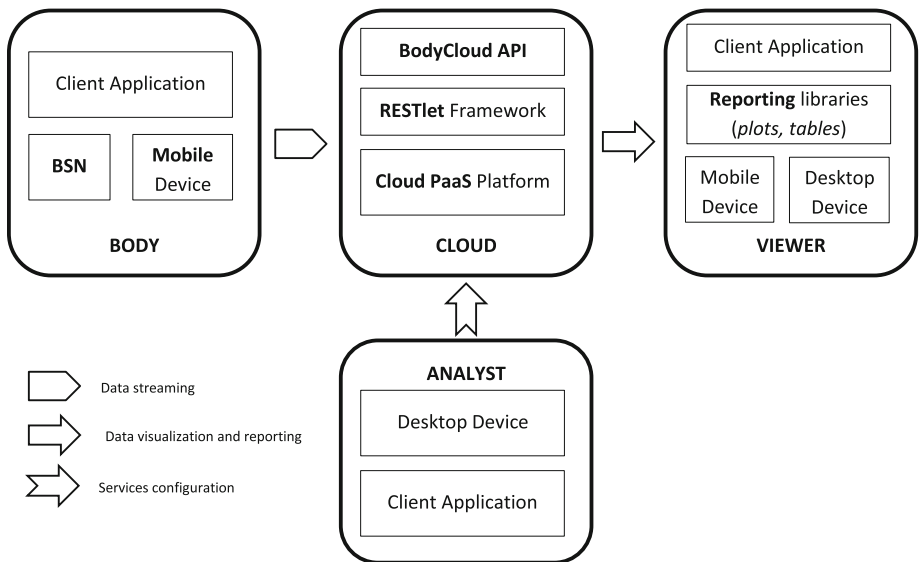 Client Application
BSN
Mobile
Device
BODY
BodyCloud API
RESTlet Framework
Cloud PaaS Platform
CLOUD
Client Application
Reporting libraries
(plots, tables)
Mobile
Device
Desktop
Device
VIEWER
ANALYST
Desktop Device
Client Application
Data streaming
Data visualization and reporting
Services configuration